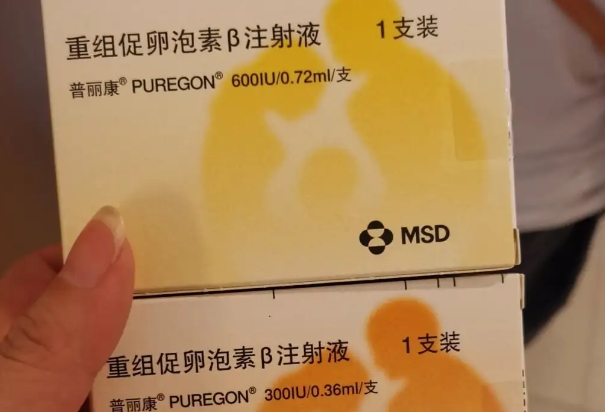 重组促卵泡素β注射液 1支装
普丽康® PUREGON® 600IU/0.72ml/支
MSD
重组促卵泡素β注射液 1支装
普丽康® PUREGON® 300IU/0.36ml/支